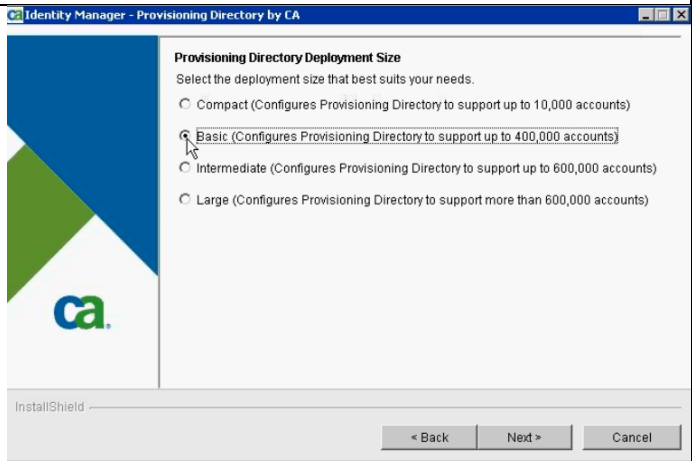 Identity Manager - Provisioning Directory by CA
Provisioning Directory Deployment Size
Select the deployment size that best suits your needs.
Compact (Configures Provisioning Directory to support up to 10,000 accounts)
Basic (Configures Provisioning Directory to support up to 400,000 accounts)
Intermediate (Configures Provisioning Directory to support up to 600,000 accounts)
Large (Configures Provisioning Directory to support more than 600,000 accounts)
ca.
InstallShield
< Back Next > Cancel